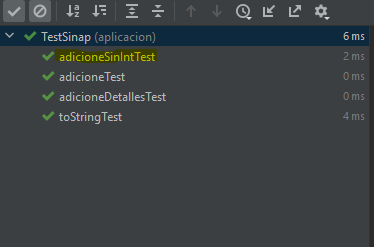 TestSinap (aplicacion) 6 ms
adicioneSinIntTest 2 ms
adicioneTest 0 ms
adicioneDetallesTest 0 ms
toStringTest 4 ms